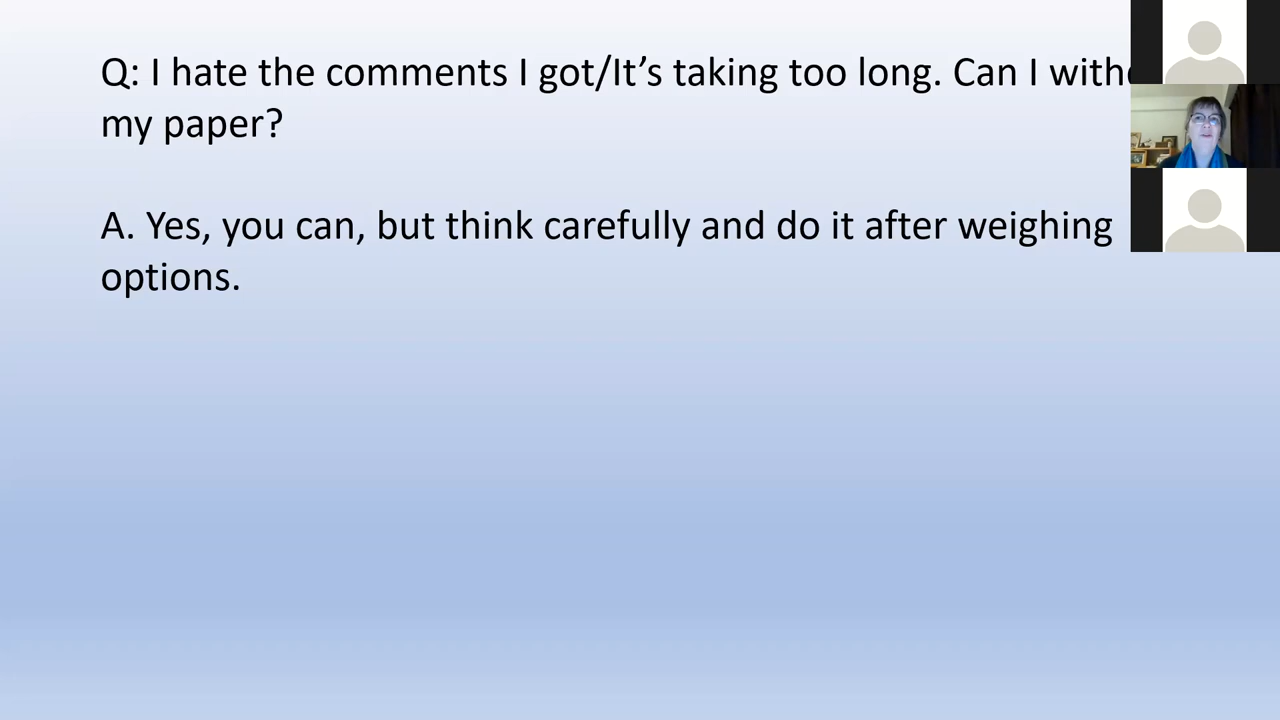 Q: I hate the comments I got/It’s taking too long. Can I
my paper?
A. Yes, you can, but think carefully and do it after weighing
options.